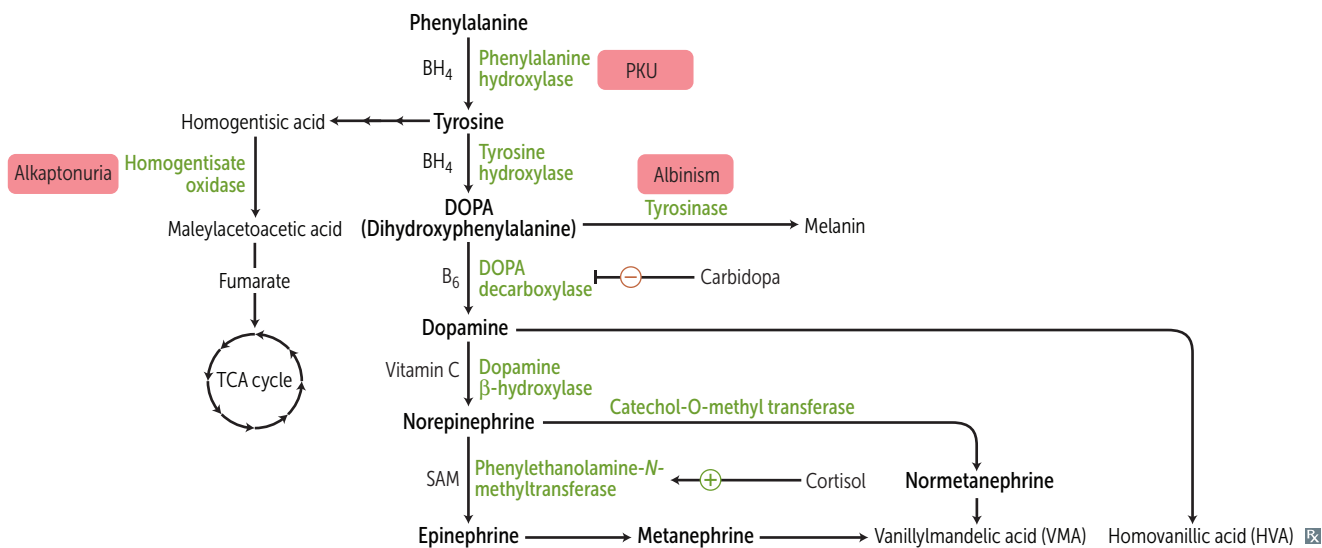 Phenylalanine
BH4
Phenylalanine
hydroxylase
PKU
Homogentisic acid
Tyrosine
Alkaptonuria
Homogentisate
oxidase
BH4
Tyrosine
hydroxylase
Albinism
Tyrosinase
DOPA
(Dihydroxyphenylalanine)
Melanin
Maleylacetoacetic acid
Fumarate
TCA cycle
B6
DOPA
decarboxylase
−
Carbidopa
Dopamine
Vitamin C
Dopamine
β-hydroxylase
Catechol-O-methyl transferase
Norepinephrine
SAM
Phenylethanolamine-N-
methyltransferase
+
Cortisol
Normetanephrine
Epinephrine
Metanephrine
Vanillylmandelic acid (VMA)
Homovanillic acid (HVA)
℞